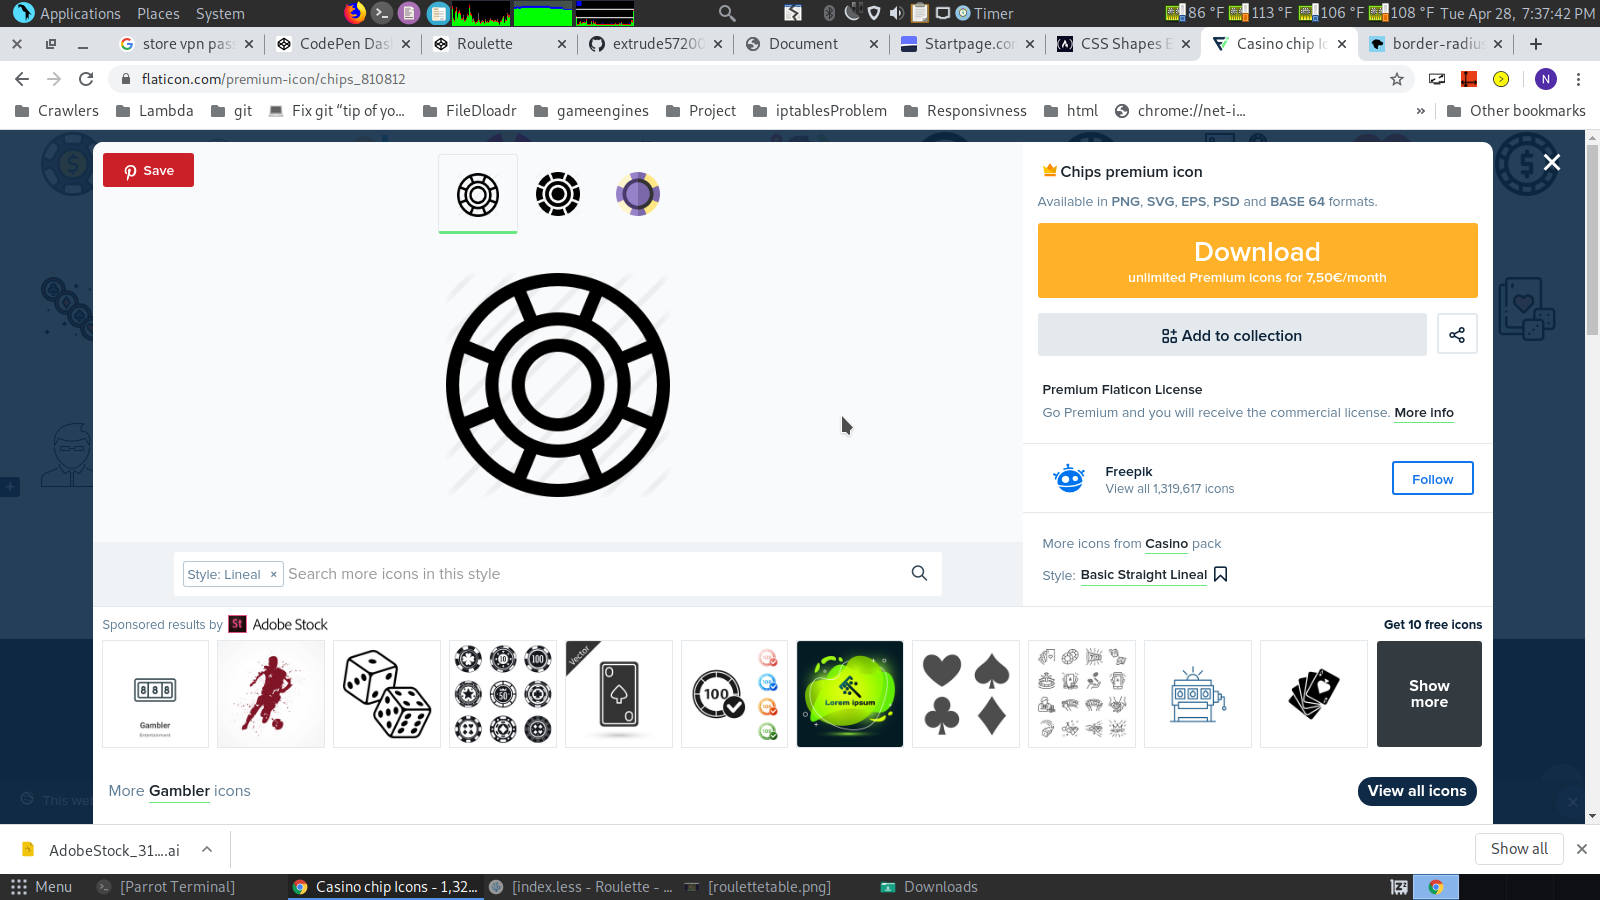 Applications Places System Timer 86 °F 113 °F 106 °F 108 °F Tue Apr 28, 7:37:42 PM
store vpn pas CodePen Das Roulette extrude57200 Document Startpage.co CSS Shapes E Casino chip Ic border-radiu
flaticon.com/premium-icon/chips_810812 N
Crawlers Lambda git Fix git “tip of yo... FileDloadr gameengines Project iptablesProblem Responsivness html chrome://net-i... » Other bookmarks
Save
Chips premium icon
Available in PNG, SVG, EPS, PSD and BASE 64 formats.
Download
unlimited Premium icons for 7,50€/month
Add to collection
Premium Flaticon License
Go Premium and you will receive the commercial license. More info
Freepik
View all 1,319,617 icons
Follow
More icons from Casino pack
Style: Basic Straight Lineal
Style: Lineal × Search more icons in this style
Sponsored results by St Adobe Stock
Get 10 free icons
888
Gambler
Entertainment
100
Vector
100
Lorem ipsum
Show
more
More Gambler icons
View all icons
This we
AdobeStock_31....ai
Show all
Menu [Parrot Terminal] Casino chip Icons - 1,32... [index.less - Roulette - ... [roulettetable.png] Downloads